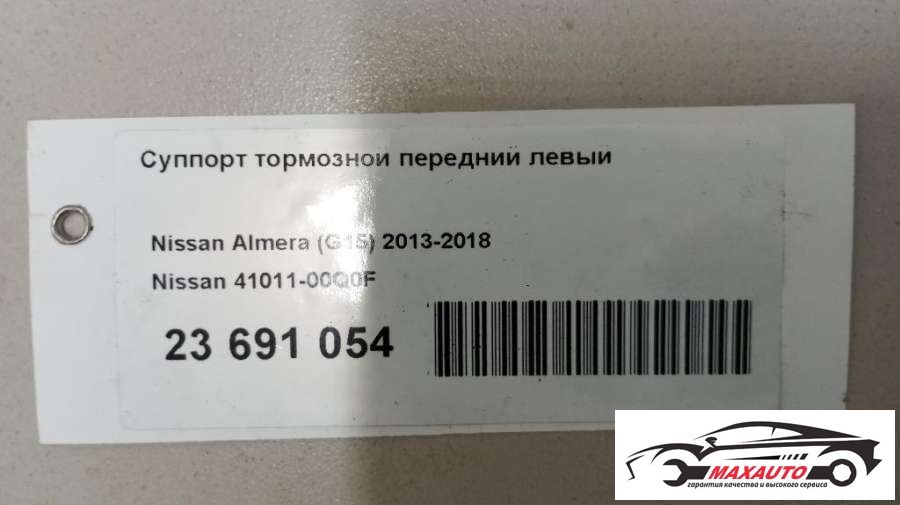 Суппорт тормозной передний левый
Nissan Almera (G15) 2013-2018
Nissan 41011-00Q0F
23 691 054
MAXAUTO
гарантия качества и высокого сервиса